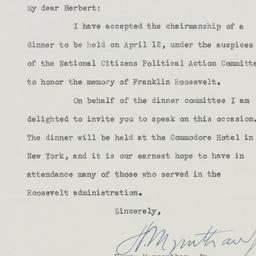 My dear Herbert:
I have accepted the chairmanship of a
dinner to be held on April 12, under the auspices
of the National Citizens Political Action Committe
to honor the memory of Franklin Roosevelt.
On behalf of the dinner committee I am
delighted to invite you to speak on this occasion.
The dinner will be held at the Commodore Hotel in
New York, and it is our earnest hope to have in
attendance many of those who served in the
Roosevelt administration.
Sincerely,
H Morgenthau Jr